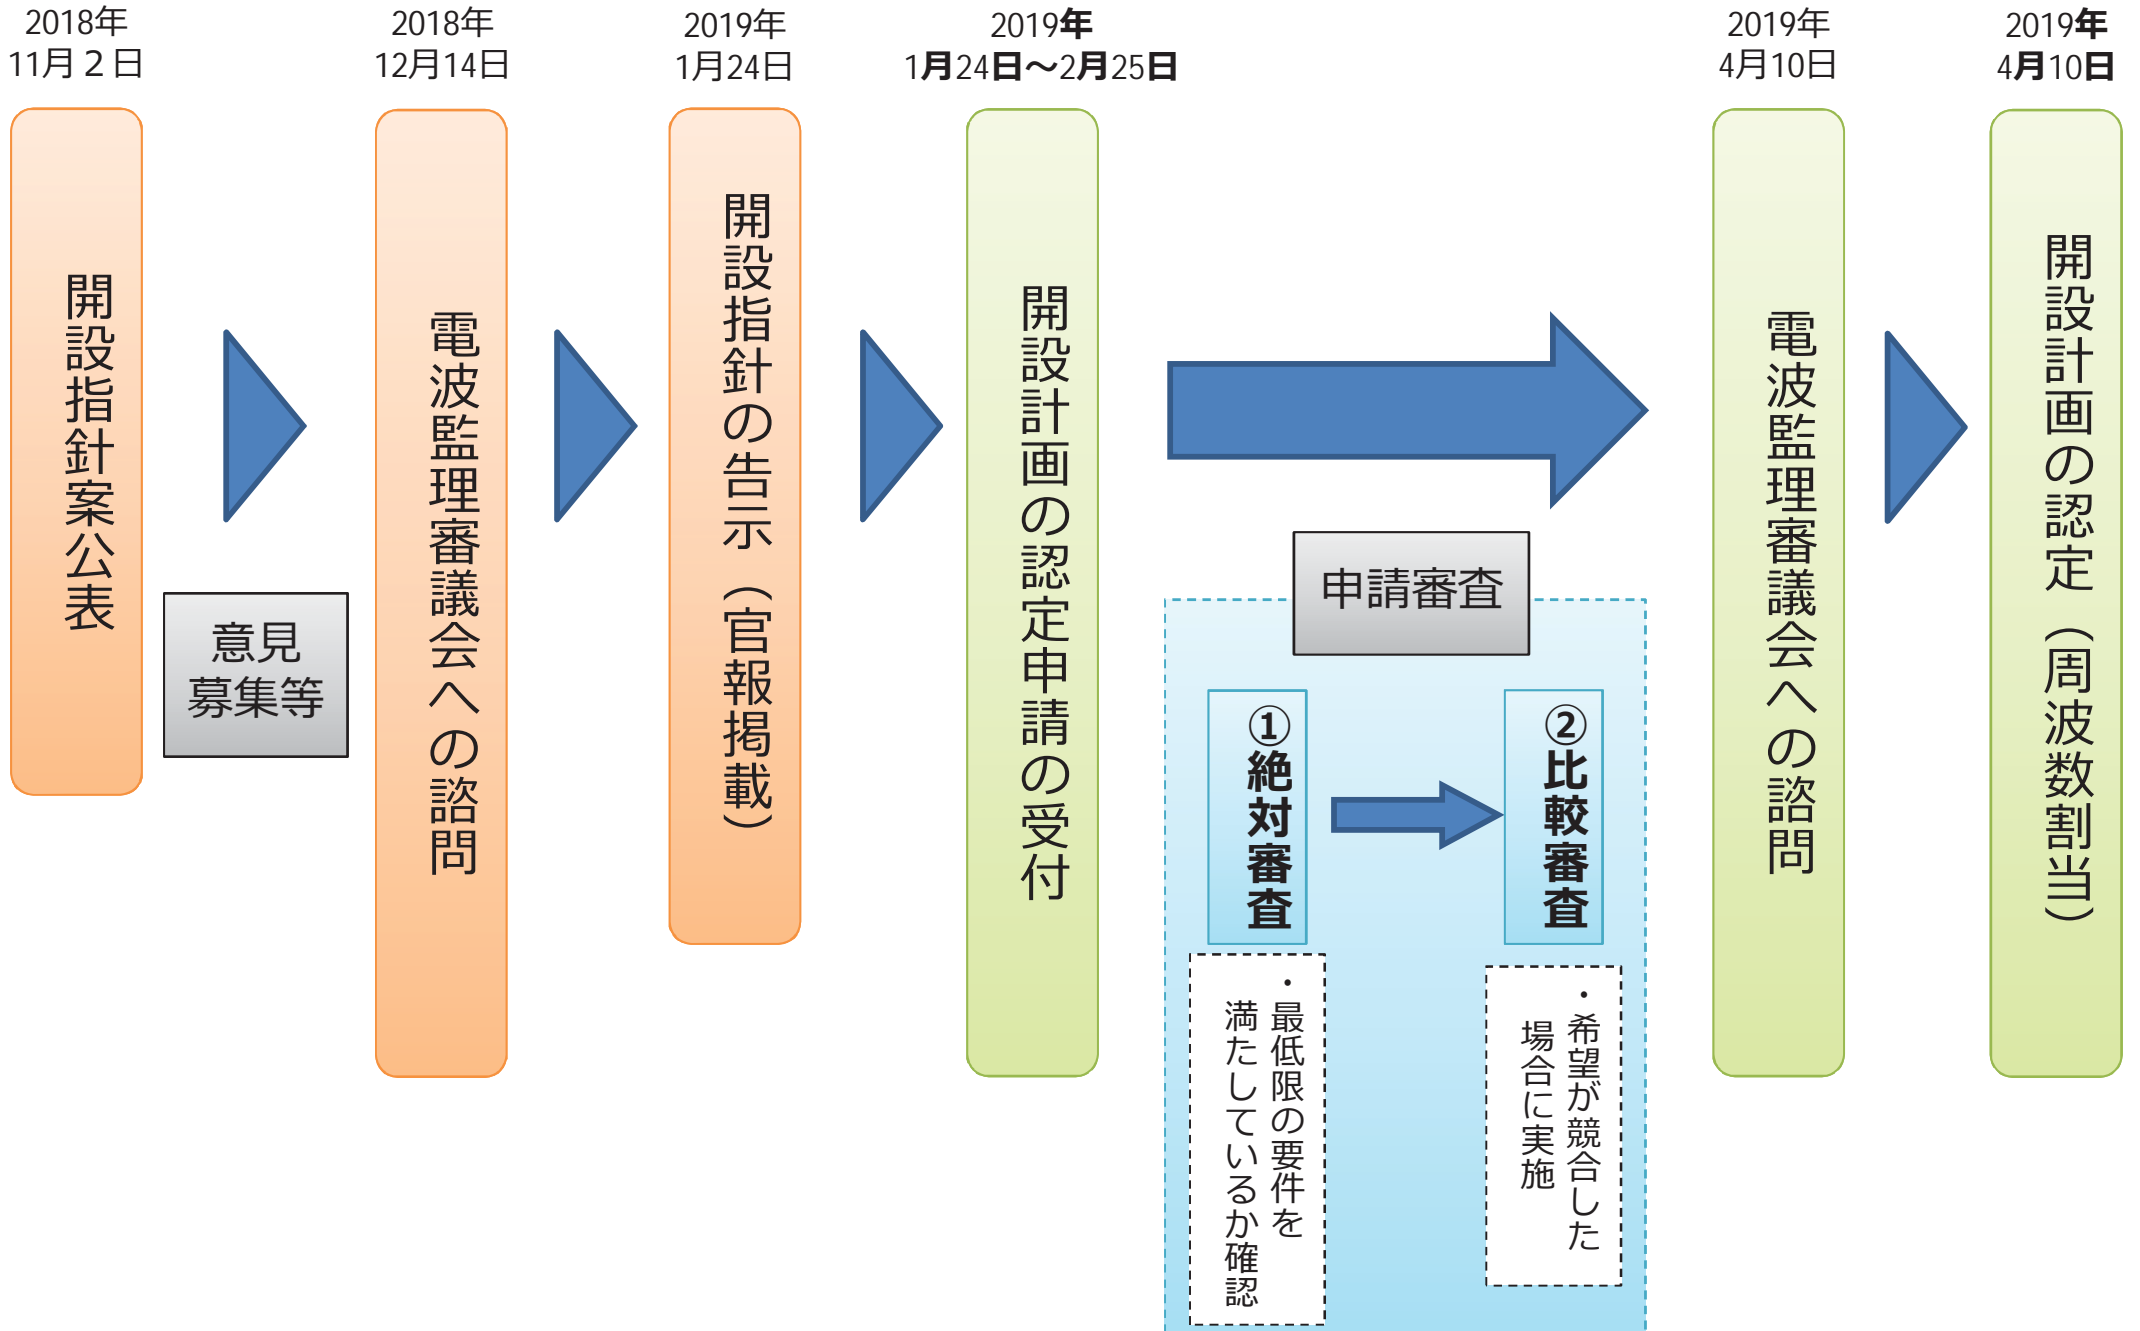 2018年
11月２日
開設指針案公表
意見
募集等
2018年
12月14日
電波監理審議会への諮問
2019年
1月24日
開設指針の告示（官報掲載）
2019年
1月24日～2月25日
開設計画の認定申請の受付
申請審査
①絶対審査
・最低限の要件を
満たしているか確認
②比較審査
・希望が競合した
場合に実施
2019年
4月10日
電波監理審議会への諮問
2019年
4月10日
開設計画の認定（周波数割当）